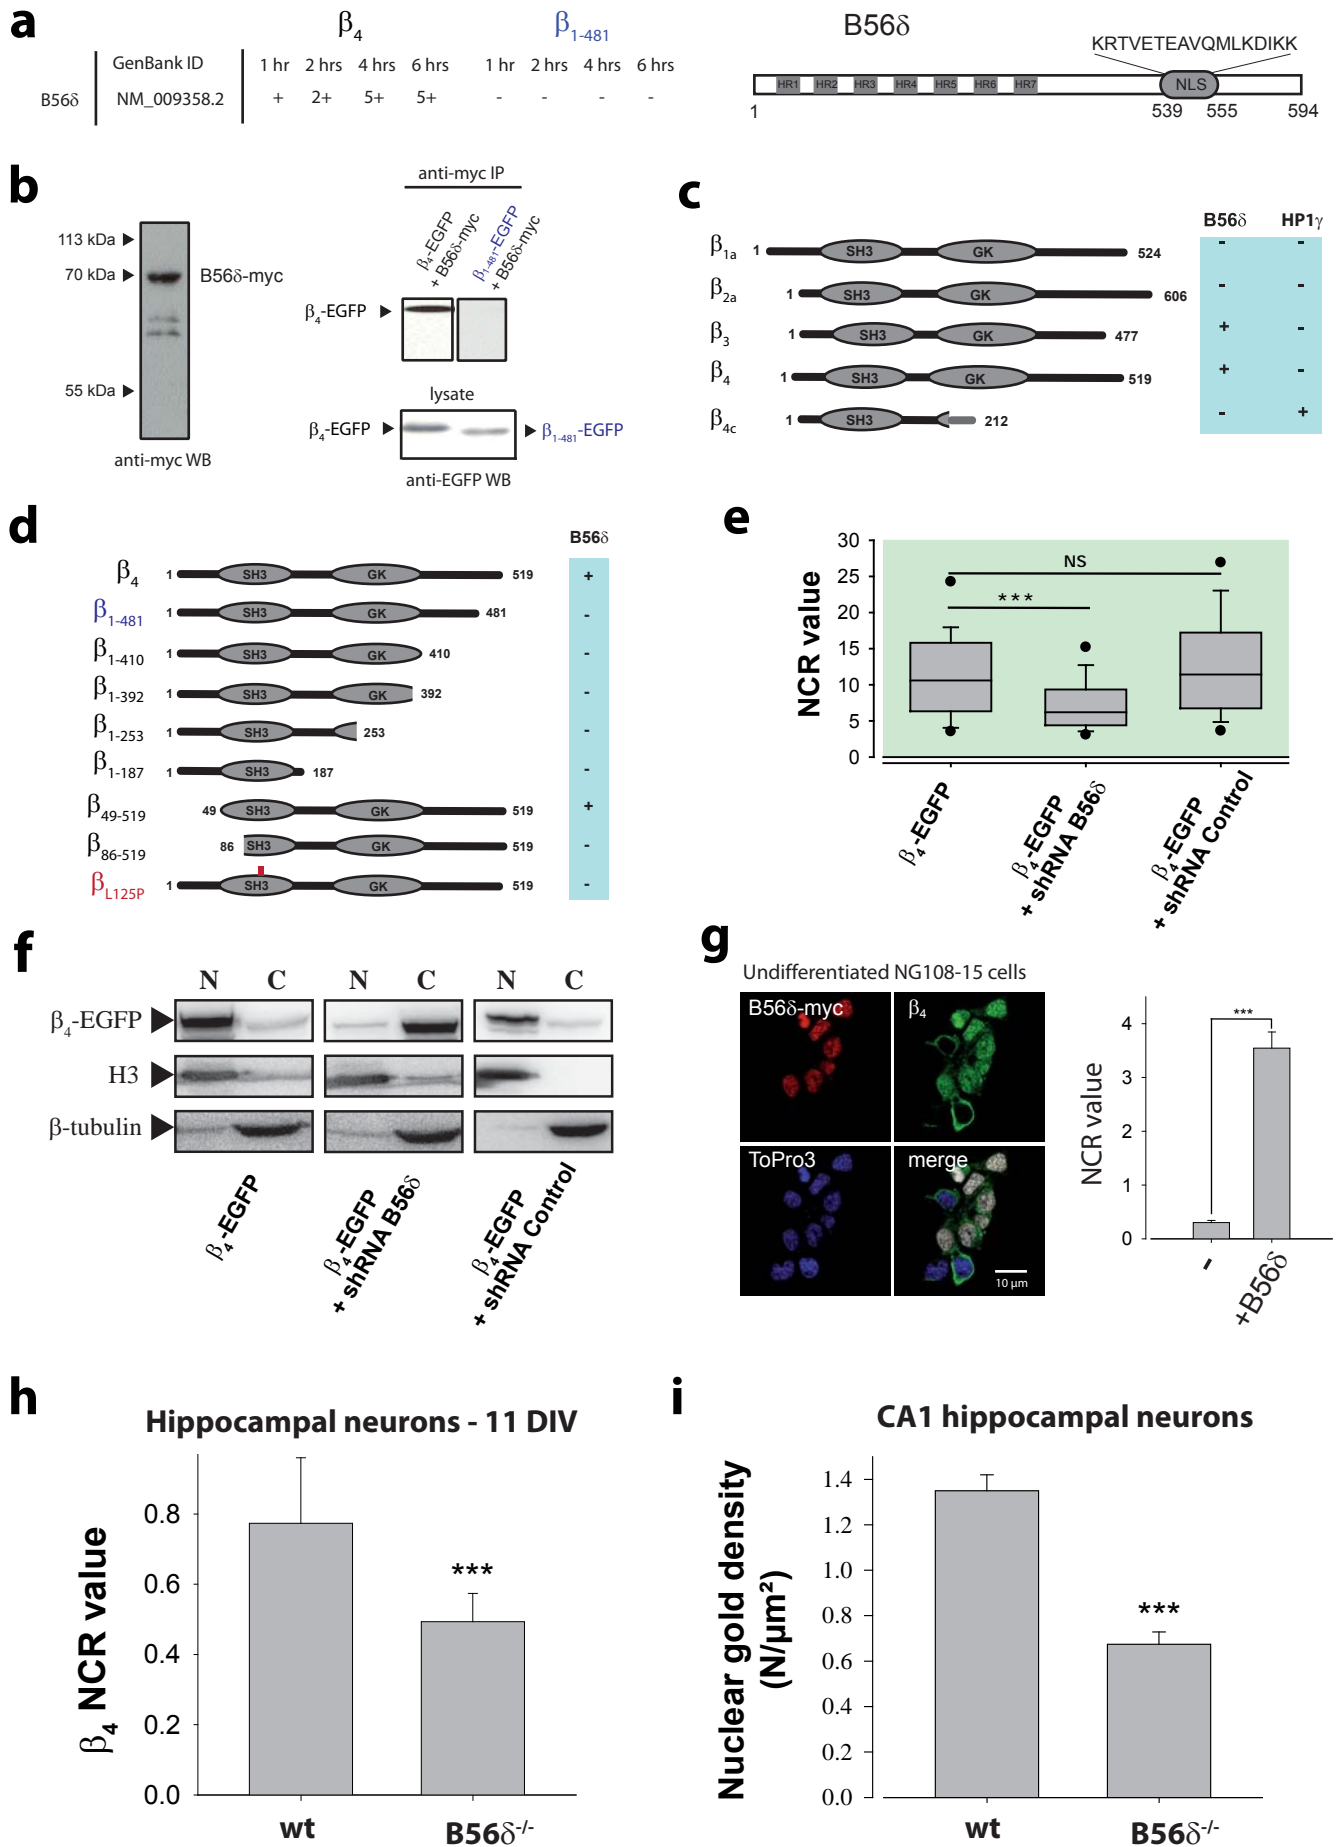 a
β4 β1-481
GenBank ID 1 hr 2 hrs 4 hrs 6 hrs 1 hr 2 hrs 4 hrs 6 hrs
B56δ NM_009358.2 + 2+ 5+ 5+ - - - -
B56δ
KRTVETEAVQMLKDIKK
HR1 HR2 HR3 HR4 HR5 HR6 HR7 NLS
1 539 555 594
b
113 kDa
70 kDa
55 kDa
B56δ-myc
anti-myc WB
anti-myc IP
β4-EGFP
+ B56δ-myc
β1-481-EGFP
+ B56δ-myc
β4-EGFP
lysate
β4-EGFP β1-481-EGFP
anti-EGFP WB
c
B56δ HP1γ
β1a 1 SH3 GK 524 - -
β2a 1 SH3 GK 606 - -
β3 1 SH3 GK 477 + -
β4 1 SH3 GK 519 + -
β4c 1 SH3 212 - +
d
B56δ
β4 1 SH3 GK 519 +
β1-481 1 SH3 GK 481 -
β1-410 1 SH3 GK 410 -
β1-392 1 SH3 GK 392 -
β1-253 1 SH3 253 -
β1-187 1 SH3 187 -
β49-519 49 SH3 GK 519 +
β86-519 86 SH3 GK 519 -
βL125P 1 SH3 GK 519 -
e
NCR value
30
25
20
15
10
5
0
NS
***
β4-EGFP
β4-EGFP
+ shRNA B56δ
β4-EGFP
+ shRNA Control
f
N C N C N C
β4-EGFP
H3
β-tubulin
β4-EGFP
β4-EGFP
+ shRNA B56δ
β4-EGFP
+ shRNA Control
g
Undifferentiated NG108-15 cells
B56δ-myc β4
ToPro3 merge
10 µm
NCR value
4
3
2
1
0
***
-
+B56δ
h
Hippocampal neurons - 11 DIV
β4 NCR value
0.8
0.6
0.4
0.2
0.0
***
wt B56δ-/-
i
CA1 hippocampal neurons
Nuclear gold density
(N/µm²)
1.4
1.2
1.0
0.8
0.6
0.4
0.2
0.0
***
wt B56δ-/-